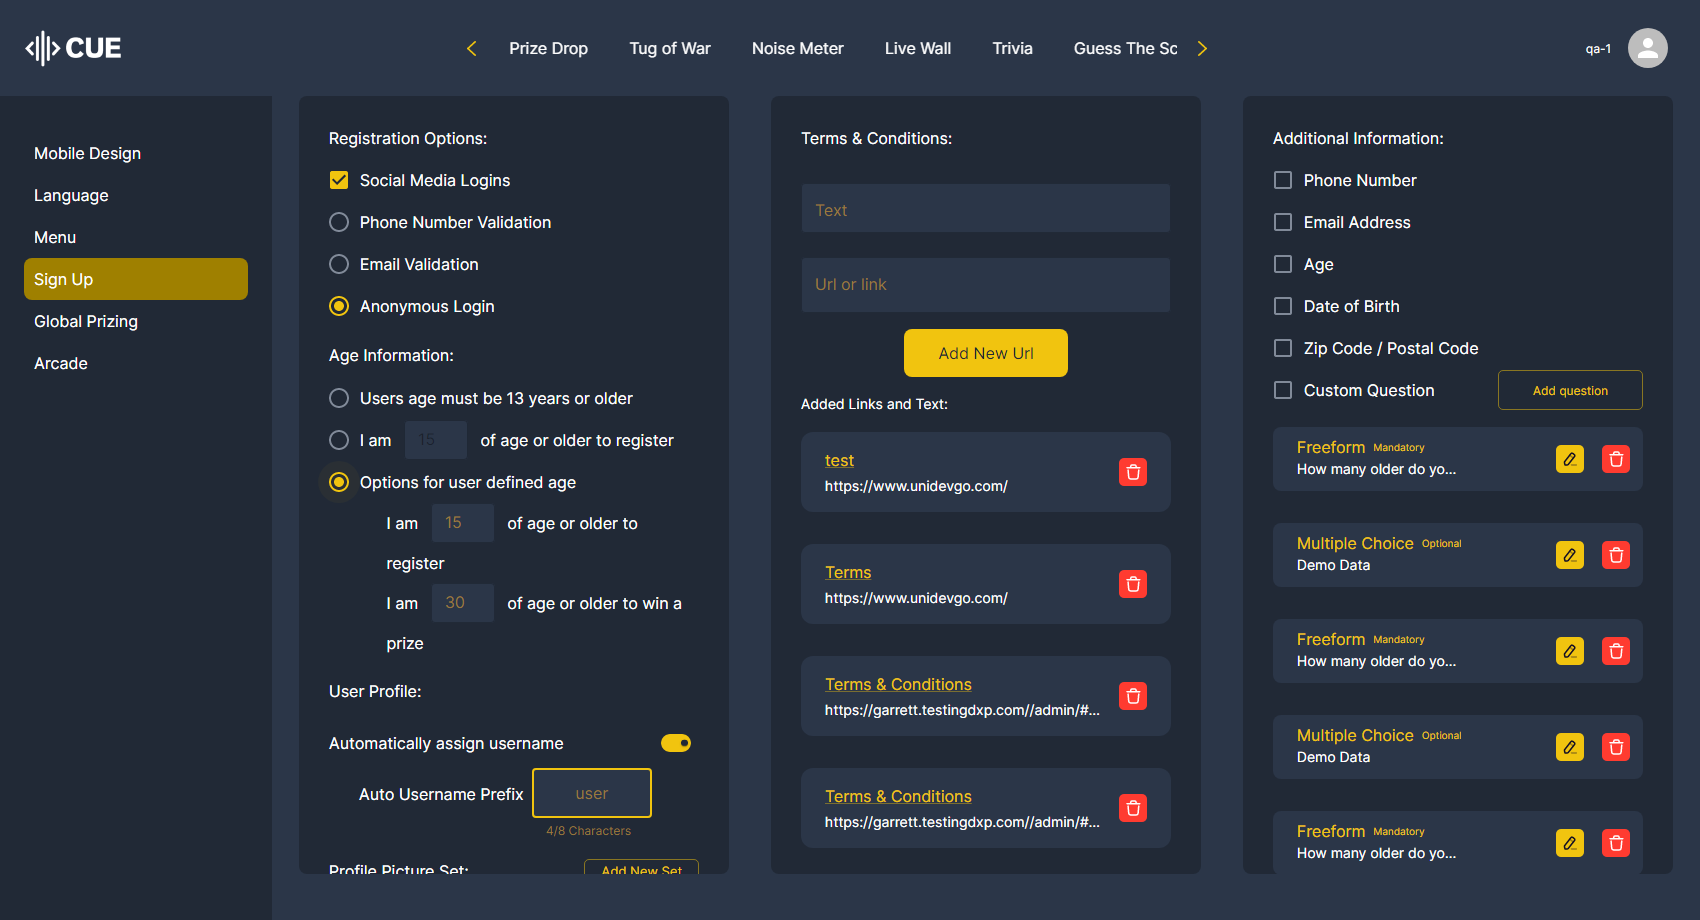 CUE
Prize Drop
Tug of War
Noise Meter
Live Wall
Trivia
Guess The Sc
qa-1
Mobile Design
Language
Menu
Sign Up
Global Prizing
Arcade
Registration Options:
Social Media Logins
Phone Number Validation
Email Validation
Anonymous Login
Age Information:
Users age must be 13 years or older
I am 15 of age or older to register
Options for user defined age
I am 15 of age or older to
register
I am 30 of age or older to win a
prize
User Profile:
Automatically assign username
Auto Username Prefix user
4/8 Characters
Profile Picture Set: Add New Set
Terms & Conditions:
Text
Url or link
Add New Url
Added Links and Text:
test
https://www.unidevgo.com/
Terms
https://www.unidevgo.com/
Terms & Conditions
https://garrett.testingdxp.com//admin/#...
Terms & Conditions
https://garrett.testingdxp.com//admin/#...
Additional Information:
Phone Number
Email Address
Age
Date of Birth
Zip Code / Postal Code
Custom Question Add question
Freeform Mandatory
How many older do yo...
Multiple Choice Optional
Demo Data
Freeform Mandatory
How many older do yo...
Multiple Choice Optional
Demo Data
Freeform Mandatory
How many older do yo...